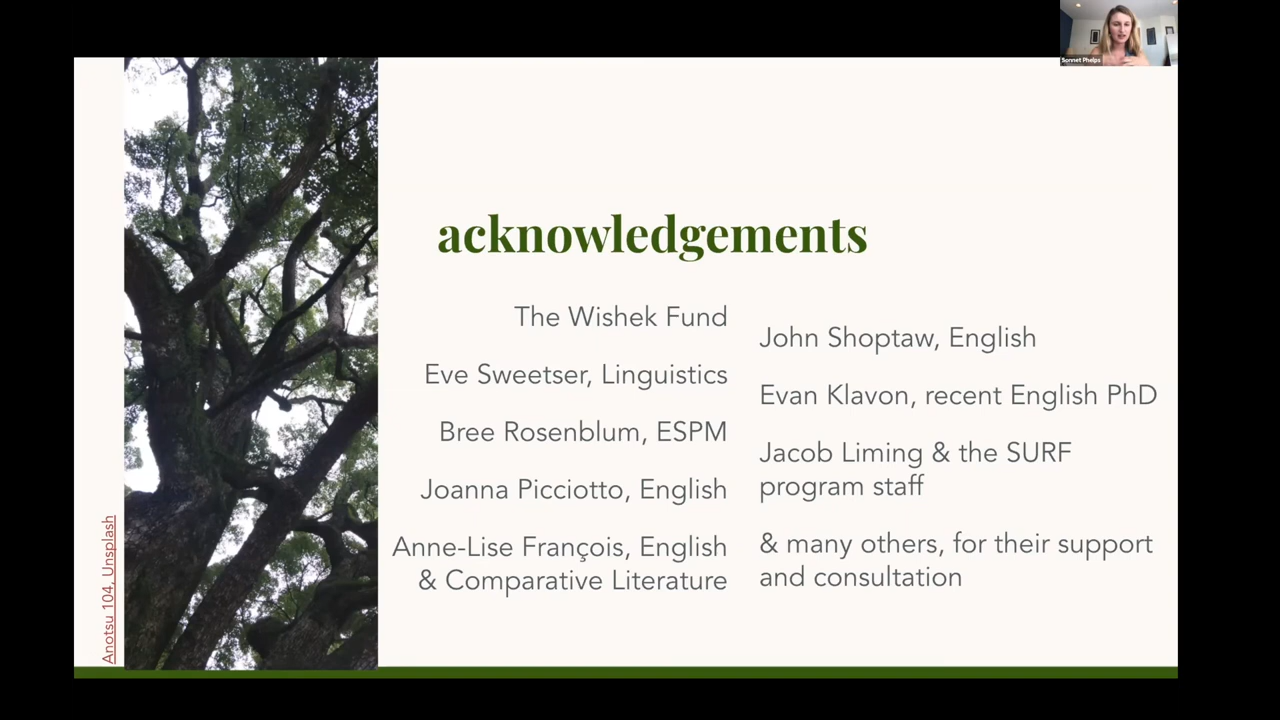 Sonnet Phelps
acknowledgements
The Wishek Fund
Eve Sweetser, Linguistics
Bree Rosenblum, ESPM
Joanna Picciotto, English
Anne-Lise François, English
& Comparative Literature
John Shoptaw, English
Evan Klavon, recent English PhD
Jacob Liming & the SURF
program staff
& many others, for their support
and consultation
Anotsu 104, Unsplash